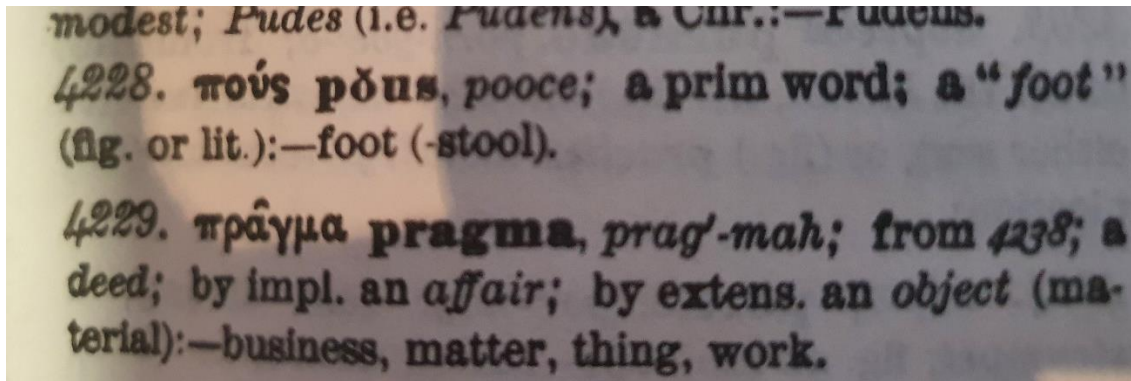 modest; Pudes (i.e. Pudens), a Chr.:—Pudens.
4228. πούς pŏus, pooce; a prim word; a "foot"
(fig. or lit.):—foot (-stool).
4229. πρᾶγμα pragma, prag'-mah; from 4238; a
deed; by impl. an affair; by extens. an object (ma-
terial):—business, matter, thing, work.